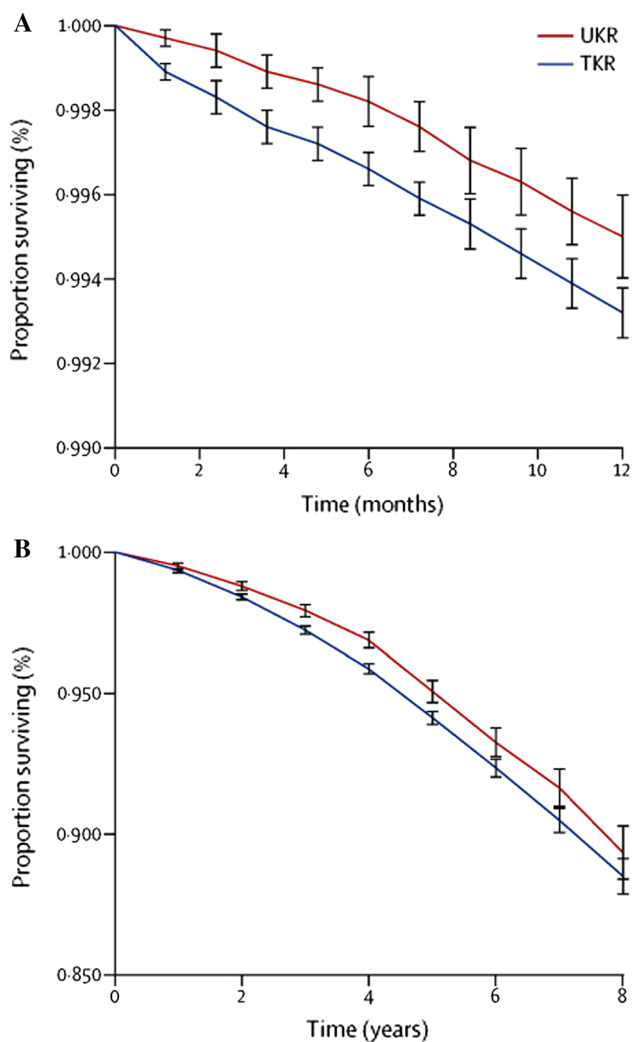 A
UKR
TKR
Proportion surviving (%)
1·000
0·998
0·996
0·994
0·992
0·990
0 2 4 6 8 10 12
Time (months)
B
Proportion surviving (%)
1·000
0·950
0·900
0·850
0 2 4 6 8
Time (years)